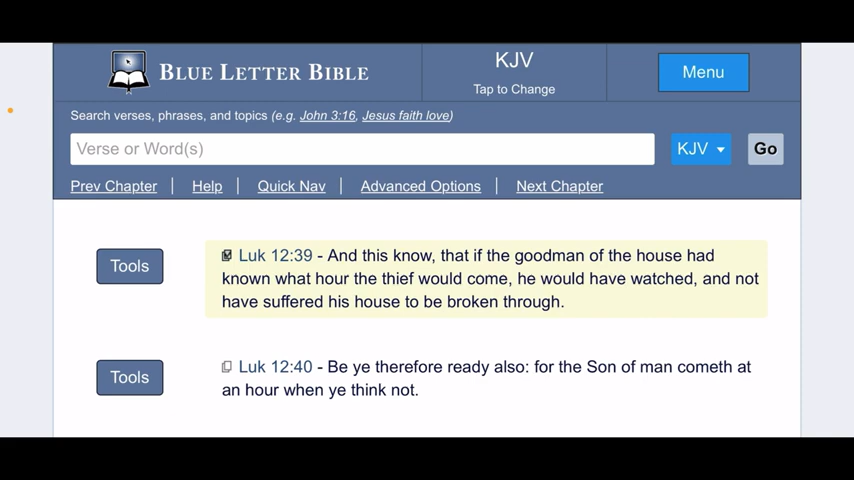 BLUE LETTER BIBLE
KJV
Tap to Change
Menu
Search verses, phrases, and topics (e.g. John 3:16, Jesus faith love)
Verse or Word(s)
KJV
Go
Prev Chapter | Help | Quick Nav | Advanced Options | Next Chapter
Tools
Luk 12:39 - And this know, that if the goodman of the house had
known what hour the thief would come, he would have watched, and not
have suffered his house to be broken through.
Tools
Luk 12:40 - Be ye therefore ready also: for the Son of man cometh at
an hour when ye think not.